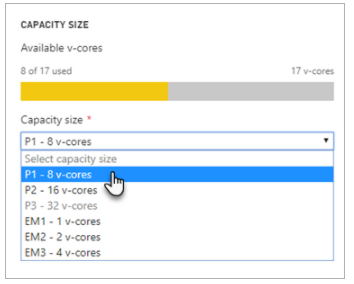 CAPACITY SIZE
Available v-cores
8 of 17 used 17 v-cores
Capacity size *
P1 - 8 v-cores
Select capacity size
P1 - 8 v-cores
P2 - 16 v-cores
P3 - 32 v-cores
EM1 - 1 v-cores
EM2 - 2 v-cores
EM3 - 4 v-cores